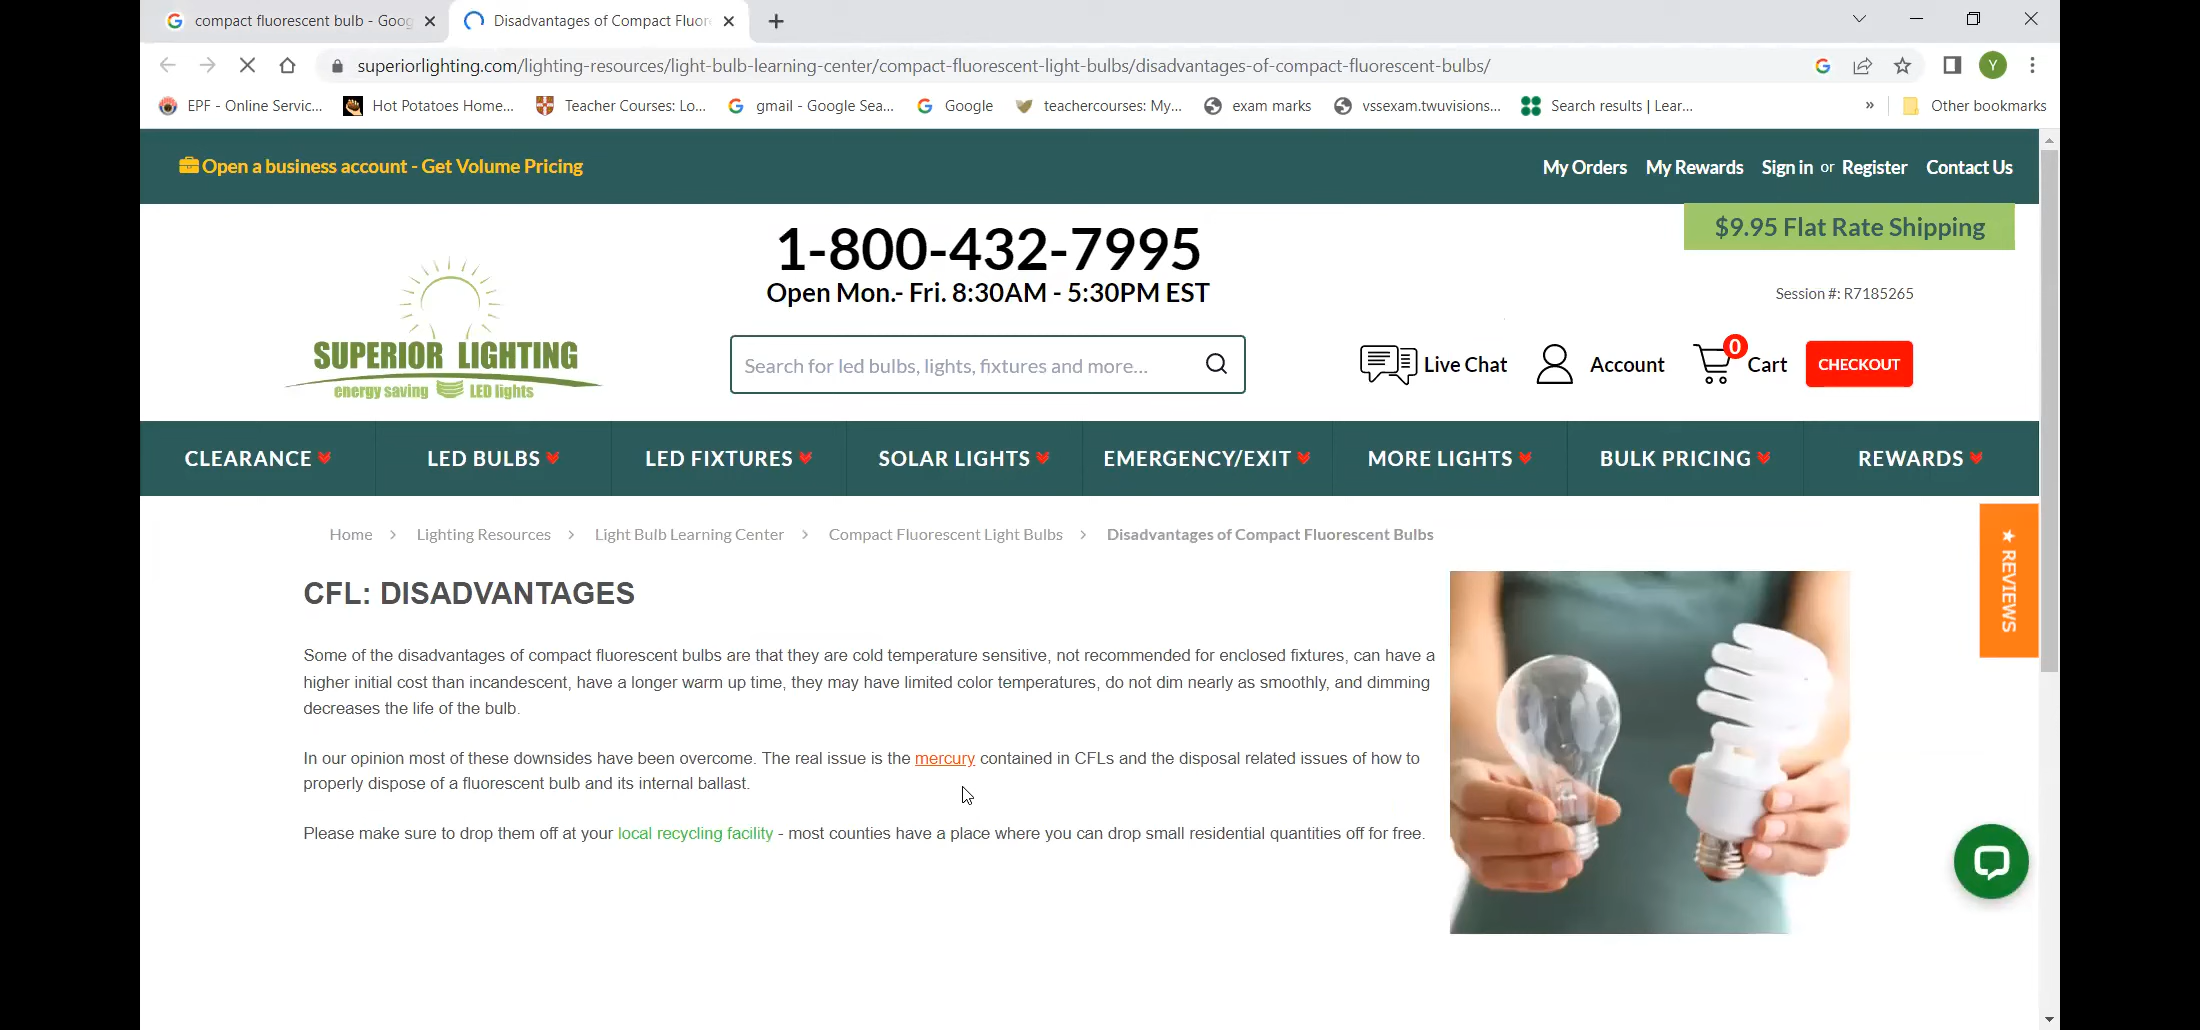 compact fluorescent bulb - Goog
Disadvantages of Compact Fluor
superiorlighting.com/lighting-resources/light-bulb-learning-center/compact-fluorescent-light-bulbs/disadvantages-of-compact-fluorescent-bulbs/
Y
EPF - Online Servic...
Hot Potatoes Home...
Teacher Courses: Lo...
gmail - Google Sea...
Google
teachercourses: My...
exam marks
vssexam.twuvisions...
Search results | Lear...
»
Other bookmarks
Open a business account - Get Volume Pricing
My Orders My Rewards Sign in or Register Contact Us
$9.95 Flat Rate Shipping
1-800-432-7995
Open Mon.- Fri. 8:30AM - 5:30PM EST
Session #: R7185265
SUPERIOR LIGHTING
energy saving LED lights
Search for led bulbs, lights, fixtures and more...
Live Chat
Account
0
Cart
CHECKOUT
CLEARANCE LED BULBS LED FIXTURES SOLAR LIGHTS EMERGENCY/EXIT MORE LIGHTS BULK PRICING REWARDS
Home > Lighting Resources > Light Bulb Learning Center > Compact Fluorescent Light Bulbs > Disadvantages of Compact Fluorescent Bulbs
★ REVIEWS
CFL: DISADVANTAGES
Some of the disadvantages of compact fluorescent bulbs are that they are cold temperature sensitive, not recommended for enclosed fixtures, can have a
higher initial cost than incandescent, have a longer warm up time, they may have limited color temperatures, do not dim nearly as smoothly, and dimming
decreases the life of the bulb.
In our opinion most of these downsides have been overcome. The real issue is the mercury contained in CFLs and the disposal related issues of how to
properly dispose of a fluorescent bulb and its internal ballast.
Please make sure to drop them off at your local recycling facility - most counties have a place where you can drop small residential quantities off for free.